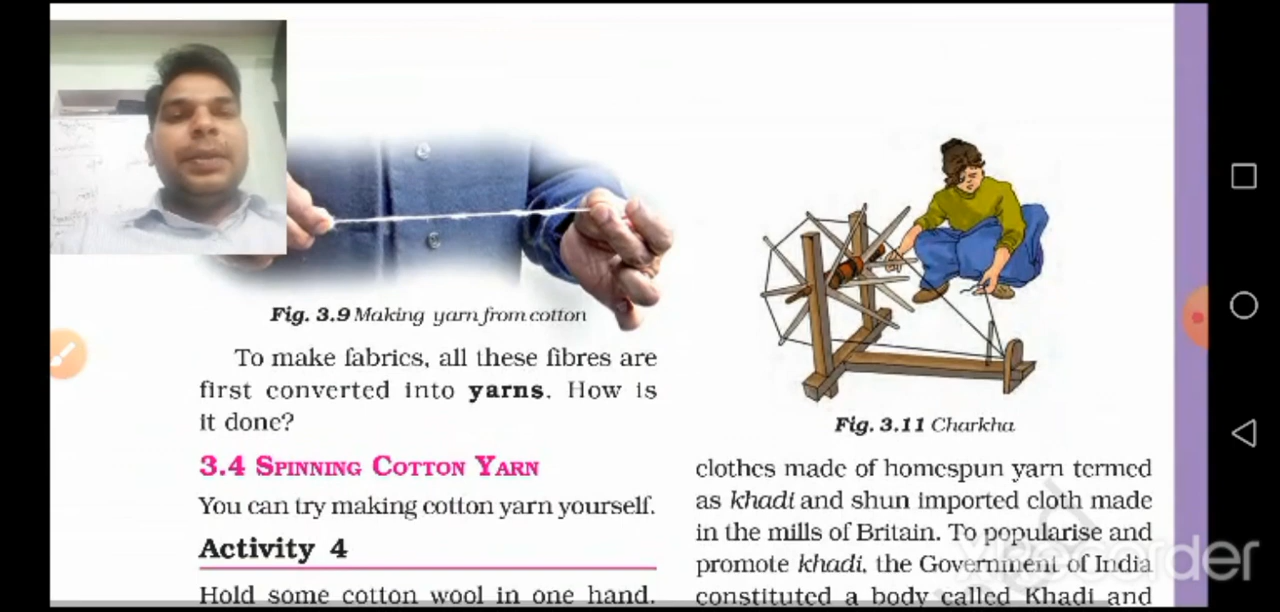 Fig. 3.9 Making yarn from cotton
To make fabrics, all these fibres are
first converted into yarns. How is
it done?
3.4 SPINNING COTTON YARN
You can try making cotton yarn yourself.
Activity 4
Hold some cotton wool in one hand.
Fig. 3.11 Charkha
clothes made of homespun yarn termed
as khadi and shun imported cloth made
in the mills of Britain. To popularise and
promote khadi, the Government of India
constituted a body called Khadi and